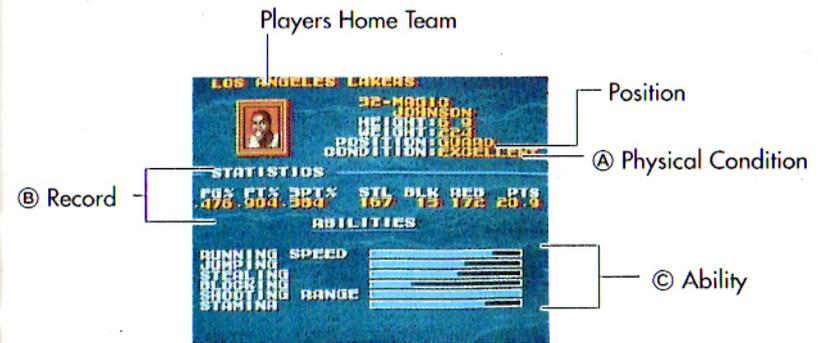 Players Home Team
LOS ANGELES LAKERS
32-MAGIC
JOHNSON
HEIGHT:6.9
WEIGHT:224
POSITION:GUARD
CONDITION:EXCELLENT
Position
Ⓐ Physical Condition
STATISTICS
Ⓑ Record
FG% FT% 3PT% STL BLK REB PTS
.476 .904 .384 167 13 172 20.9
ABILITIES
RUNNING SPEED
JUMPING
STEALING
BLOCKING
SHOOTING RANGE
STAMINA
Ⓒ Ability